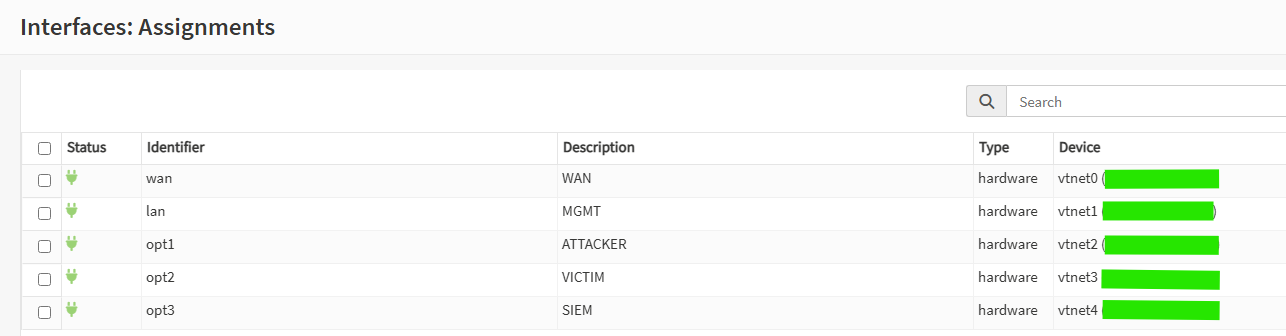 Interfaces: Assignments
Search
Status Identifier Description Type Device
wan WAN hardware vtnet0 (
lan MGMT hardware vtnet1 ( )
opt1 ATTACKER hardware vtnet2 (
opt2 VICTIM hardware vtnet3
opt3 SIEM hardware vtnet4 (